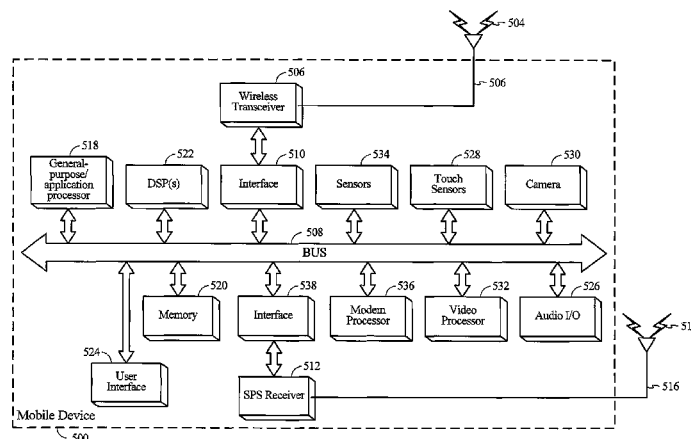 504
506
506
Wireless
Transceiver
518
General-
purpose/
application
processor
522
DSP(s)
510
Interface
534
Sensors
528
Touch
Sensors
530
Camera
508
BUS
520
Memory
538
Interface
536
Modem
Processor
532
Video
Processor
526
Audio I/O
524
User
Interface
512
SPS Receiver
51
516
Mobile Device
500